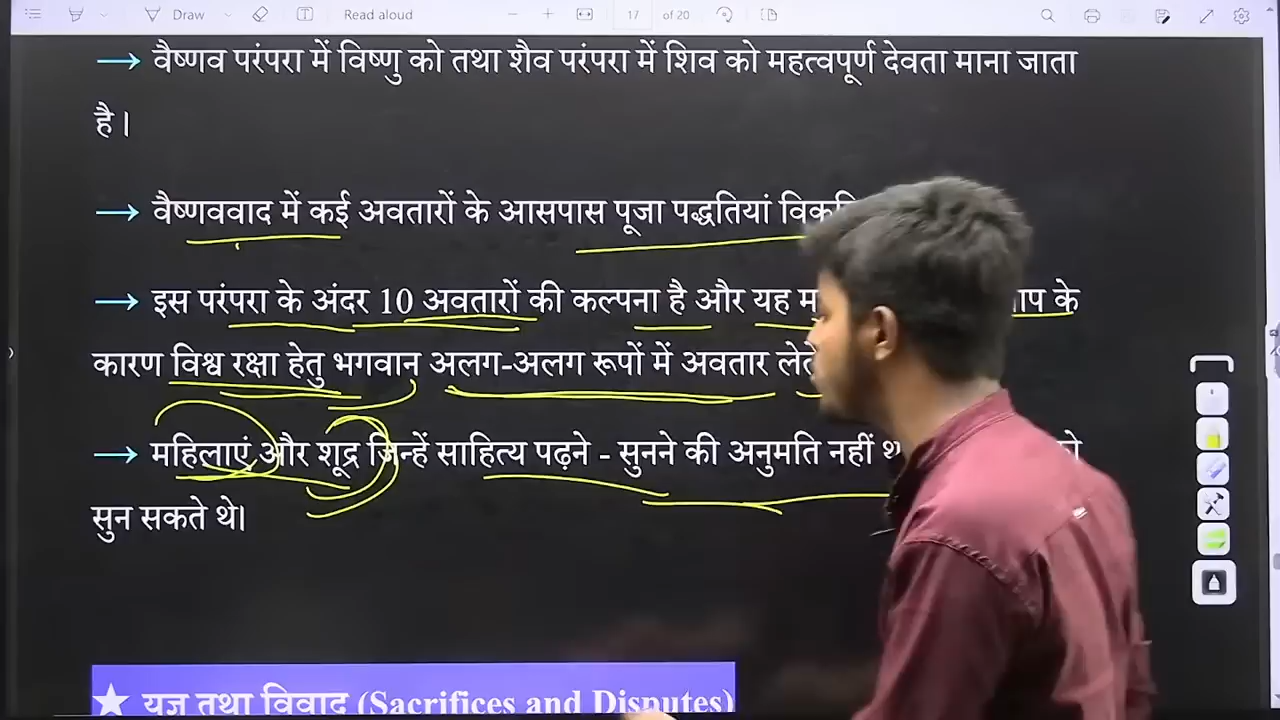 Draw
Read aloud
17 of 20
→ वैष्णव परंपरा में विष्णु को तथा शैव परंपरा में शिव को महत्वपूर्ण देवता माना जाता
है।
→ वैष्णववाद में कई अवतारों के आसपास पूजा पद्धतियां
→ इस परंपरा के अंदर 10 अवतारों की कल्पना है और यह के
कारण विश्व रक्षा हेतु भगवान अलग-अलग रूपों में अवतार
→ महिलाएं और शूद्र जिन्हें साहित्य पढ़ने - सुनने की अनुमति नहीं
सुन सकते थे।
★ यज्ञ तथा विवाद (Sacrifices and Disputes)